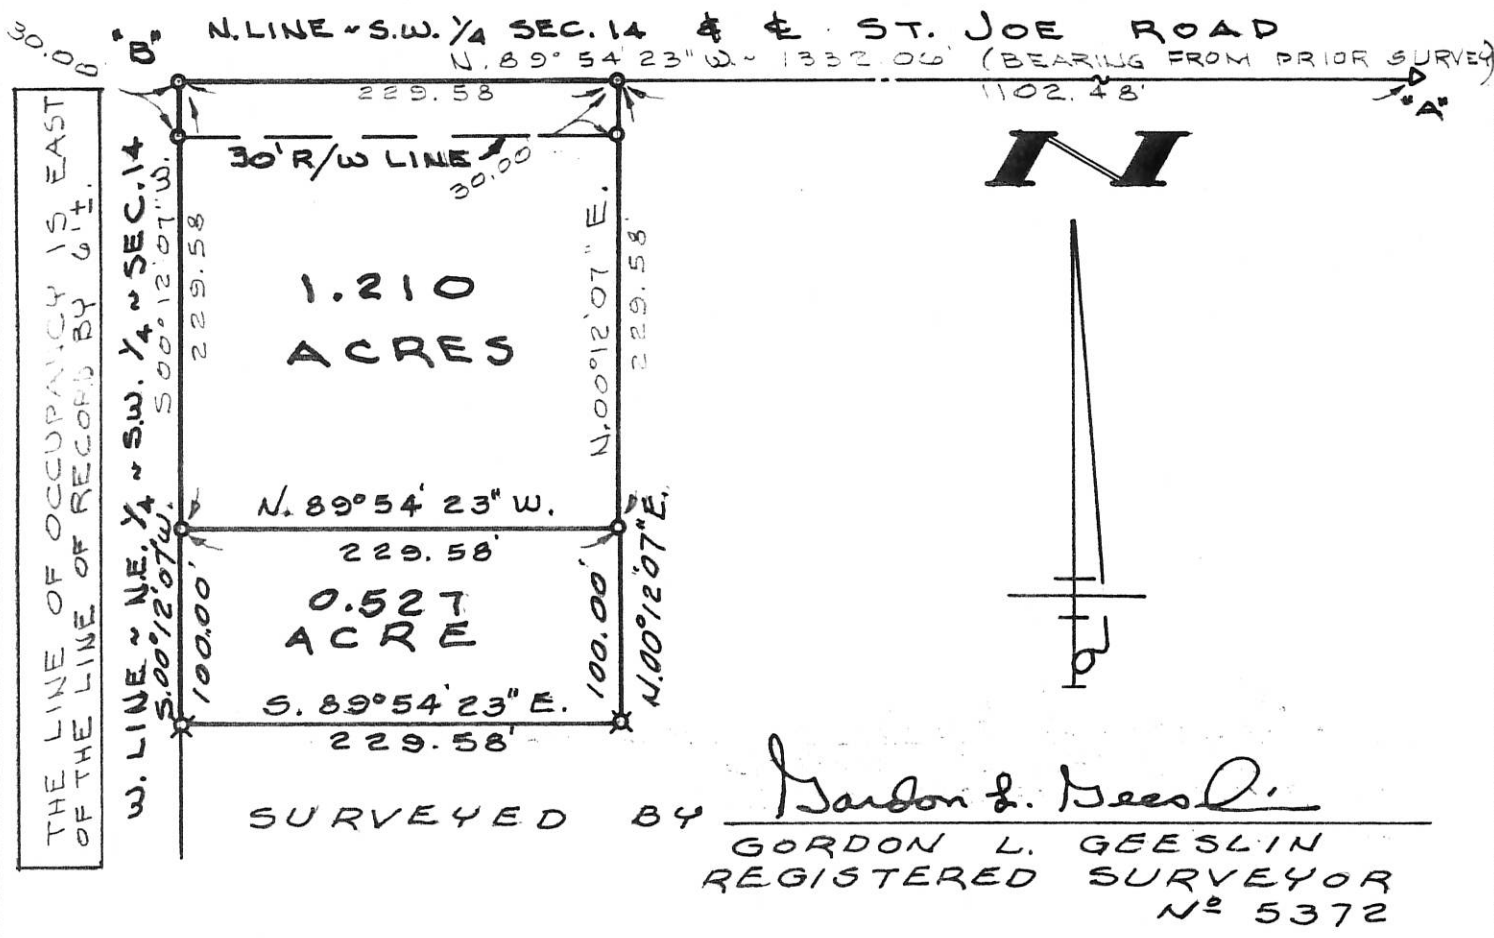 "B" N. LINE ~ S.W. 1/4 SEC. 14 & ℄ ST. JOE ROAD
30.00
N. 89° 54' 23" W. ~ 1332.06' (BEARING FROM PRIOR SURVEY)
229.58
1102.48'
"A"
30' R/W LINE
30.00
N
THE LINE OF OCCUPANCY IS EAST
OF THE LINE OF RECORD BY 6'±.
W. LINE ~ N.E. 1/4 ~ S.W. 1/4 ~ SEC. 14
S 00° 12' 07" W.
229.58
1.210
ACRES
N. 00° 12' 07" E.
229.58'
N. 89° 54' 23" W.
229.58'
S. 00° 12' 07" W.
100.00'
0.527
ACRE
100.00'
N. 00° 12' 07" E.
S. 89° 54' 23" E.
229.58'
SURVEYED BY Gordon L. Geeslin
GORDON L. GEESLIN
REGISTERED SURVEYOR
Nº 5372